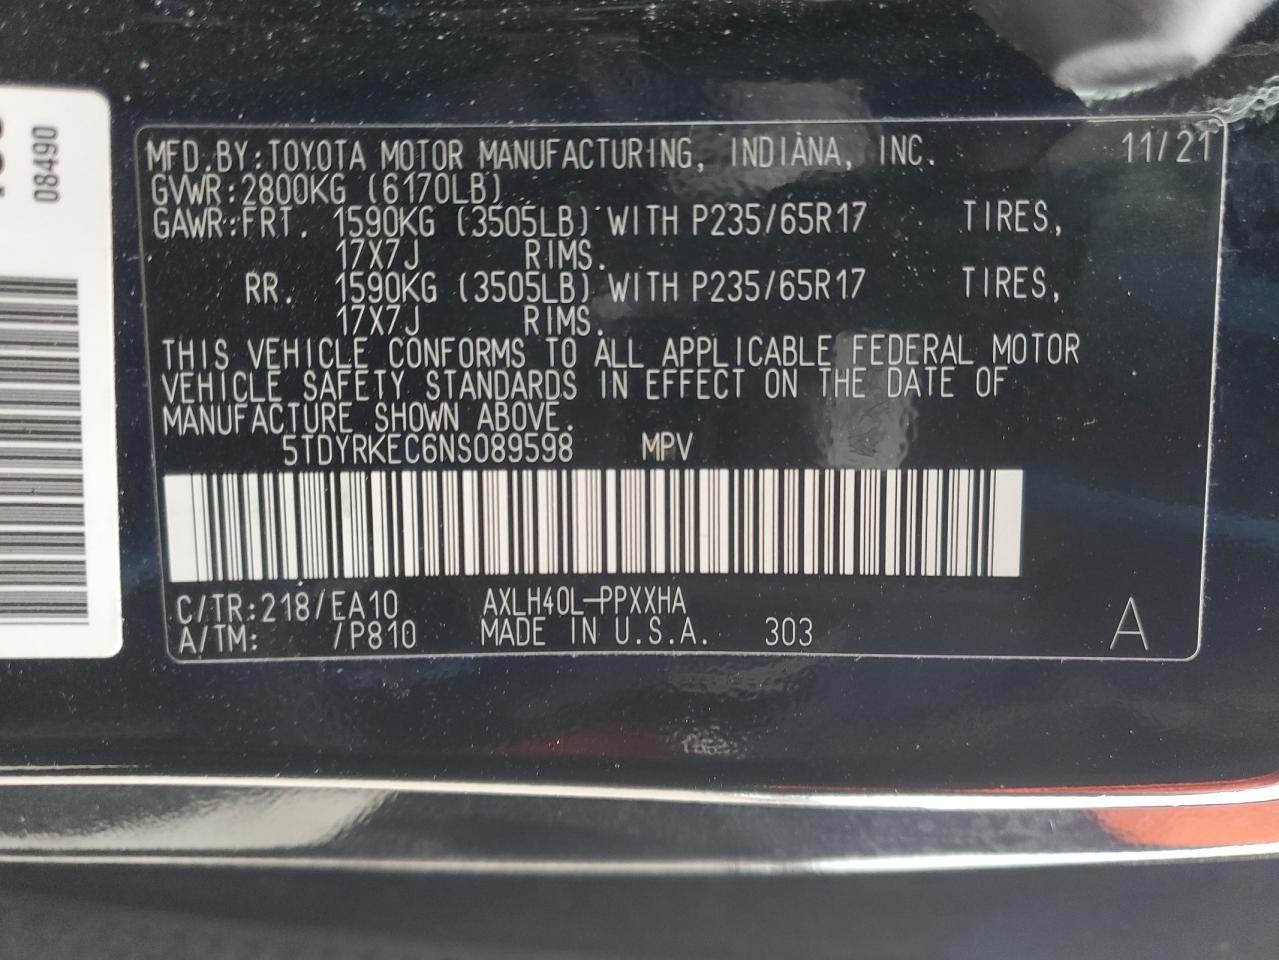 08490
MFD.BY:TOYOTA MOTOR MANUFACTURING, INDIANA, INC. 11/21
GVWR:2800KG (6170LB)
GAWR:FRT. 1590KG (3505LB) WITH P235/65R17 TIRES,
17X7J RIMS.
RR. 1590KG (3505LB) WITH P235/65R17 TIRES,
17X7J RIMS.
THIS VEHICLE CONFORMS TO ALL APPLICABLE FEDERAL MOTOR
VEHICLE SAFETY STANDARDS IN EFFECT ON THE DATE OF
MANUFACTURE SHOWN ABOVE.
5TDYRKEC6NS089598 MPV
C/TR:218/EA10 AXLH40L-PPXXHA
A/TM: /P810 MADE IN U.S.A. 303 A